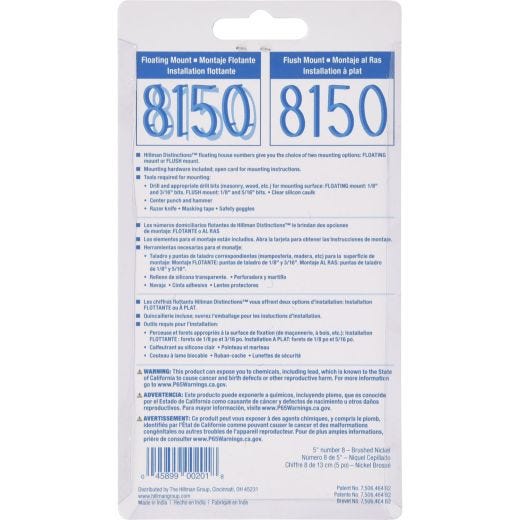 Floating Mount ■ Montaje Flotante
Installation flottante
8150
Flush Mount ■ Montaje al Ras
Installation à plat
8150
■ Hillman Distinctions™ floating house numbers give you the choice of two mounting options: FLOATING
mount or FLUSH mount.
■ Mounting hardware included; open card for mounting instructions.
■ Tools required for mounting:
• Drill and appropriate drill bits (masonry, wood, etc.) for mounting surface: FLOATING mount: 1/8"
and 3/16" bits, FLUSH mount: 1/8" and 5/16" bits. • Clear silicon caulk
• Center punch and hammer
• Razor knife • Masking tape • Safety goggles
■ Los números domiciliarios flotantes de Hillman Distinctions™ le brindan dos opciones
de montaje: FLOTANTE o AL RAS
■ Los elementos para el montaje están incluidos. Abra la tarjeta para obtener las instrucciones de montaje.
■ Herramientas necesarias para el monaje:
• Taladro y puntas de taladro correspondientes (mampostería, madera, etc) para la superficie de
montaje: Montaje FLOTANTE: puntas de taladro de 1/8" y 3/16". Montaje AL RAS: puntas de taladro
de 1/8" y 5/16".
• Relleno de silicona transparente. • Perforadora y martillo
• Navaja • Cinta adhesiva • Lentes protectores
■ Les chiffrés flottants Hillman Distinctions™ vous offrent deux options d'installation: FLOTTANTE
ou À PLAT.
■ Quincaillerie incluse; ouvrez l'emballage pour les instuctions d'installation.
■ Outils requis pour l'installation:
• Perceuse et forets appropriés à la surface de fixation (de maçonnerie, à bois, etc.): Installation
FLOTTANTE : forets de 1/8 po et 3/16 po. Installation À PLAT: forets de 1/8 et 5/16 po.
• Calfeutrant au silicone clair • Pointeau et marteau
• Couteau à lame biocable • Ruban-cache • Lunettes de sécurité
⚠WARNING: This product can expose you to chemicals, including lead, which is known to the State
of California to cause cancer and birth defects or other reproductive harm. For more information
go to www.P65Warnings.ca.gov.
⚠ADVERTENCIA: Este producto puede exponerle a químicos, incluyendo plomo, que es conocido
por el Estado de California como causante de cáncer y defectos de nacimiento u otros daños
reproductivos. Para mayor información, visite www.P65Warnings.ca.gov.
⚠AVERTISSEMENT: Ce produit peut vous exposer à des agents chimiques, y compris le plomb,
identifiés par l'État de Californie comme pouvant causer le cancer et des malformations
congénitales ou autres troubles de l'appareil reproducteur. Pour de plus amples informations,
prière de consulter www.P65Warnings.ca.gov.
0 45899 00201 8
5" number 8 – Brushed Nickel
Número 8 de 5" – Níquel Cepillado
Chiffre 8 de 13 cm (5 po) – Nickel Brossé
Distributed by The Hillman Group, Cincinnati, OH 45231
www.hillmangroup.com
Made in India | Hecho en India | Fabriqué en Inde
Patent No. 7,506,464 B2
Patente No. 7,506,464 B2
Brevet No. 7,506,464 B2